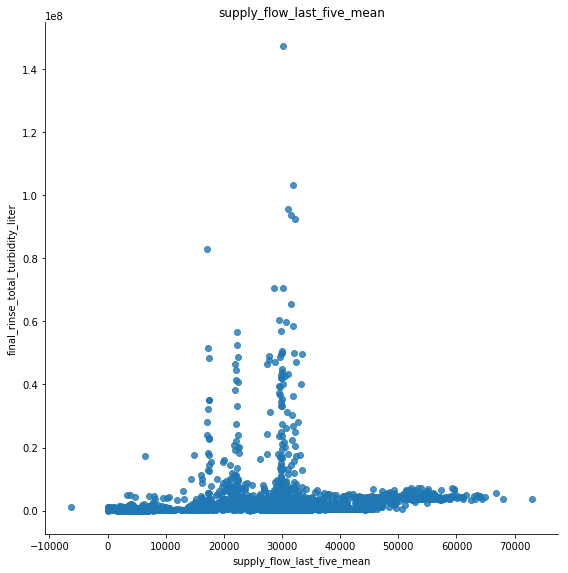 supply_flow_last_five_mean
1e8
1.4
1.2
1.0
0.8
0.6
0.4
0.2
0.0
final_rinse_total_turbidity_liter
−10000 0 10000 20000 30000 40000 50000 60000 70000
supply_flow_last_five_mean